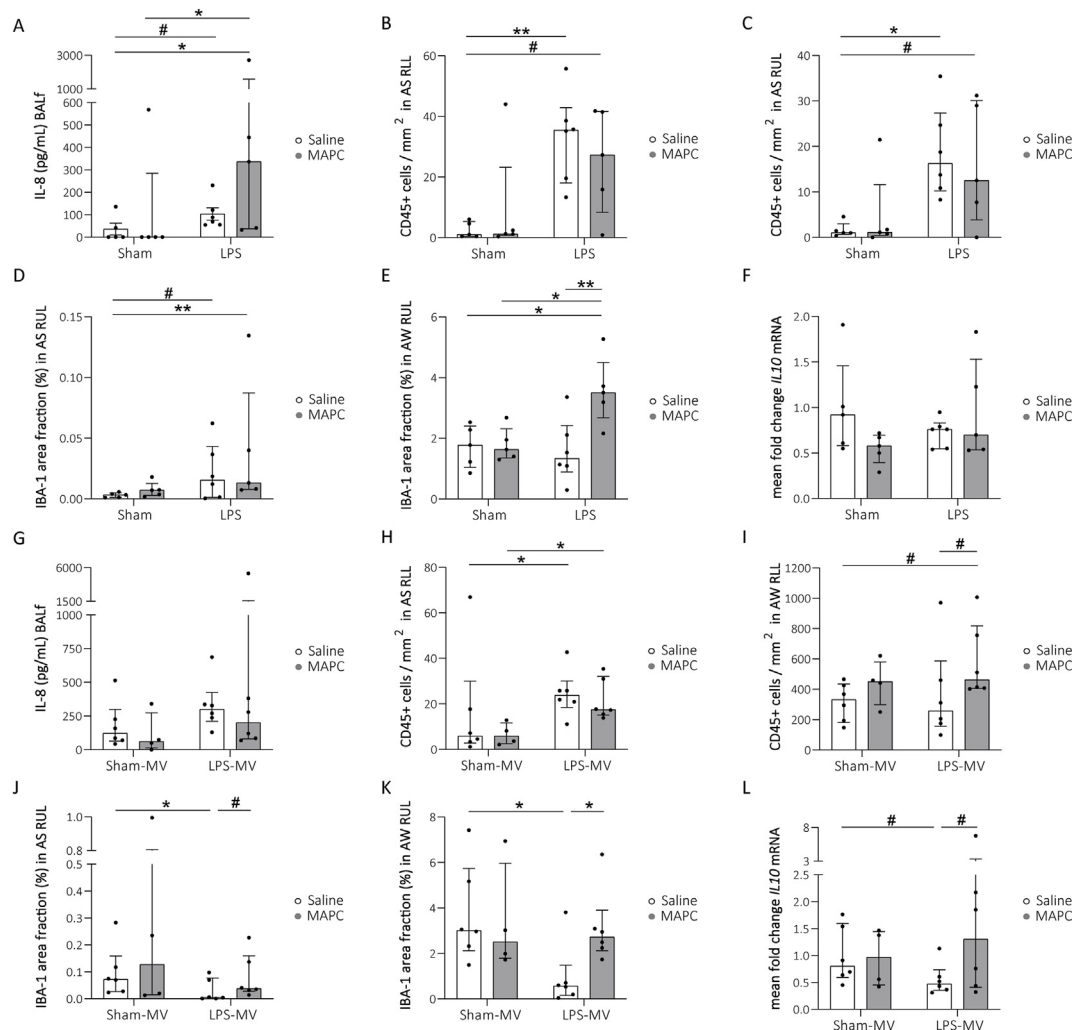 A
IL-8 (pg/mL) BALf
3000
2000
1000
600
500
400
300
200
100
0
*
#
*
Sham LPS
Saline
MAPC
B
CD45+ cells / mm 2 in AS RLL
60
40
20
0
**
#
Sham LPS
Saline
MAPC
C
CD45+ cells / mm 2 in AS RUL
40
30
20
10
0
*
#
Sham LPS
Saline
MAPC
D
IBA-1 area fraction (%) in AS RUL
0.15
0.10
0.05
0.00
#
**
Sham LPS
Saline
MAPC
E
IBA-1 area fraction (%) in AW RUL
6
4
2
0
**
*
*
Sham LPS
Saline
MAPC
F
mean fold change IL10 mRNA
2.0
1.5
1.0
0.5
0.0
Sham LPS
Saline
MAPC
G
IL-8 (pg/mL) BALf
6000
1500
1000
750
500
250
0
Sham-MV LPS-MV
Saline
MAPC
H
CD45+ cells / mm 2 in AS RLL
80
60
40
20
0
*
*
Sham-MV LPS-MV
Saline
MAPC
I
CD45+ cells / mm 2 in AW RLL
1200
1000
800
600
400
200
0
#
#
Sham-MV LPS-MV
Saline
MAPC
J
IBA-1 area fraction (%) in AS RUL
1.0
0.8
0.5
0.4
0.3
0.2
0.1
0.0
* #
Sham-MV LPS-MV
Saline
MAPC
K
IBA-1 area fraction (%) in AW RUL
8
6
4
2
0
* *
Sham-MV LPS-MV
Saline
MAPC
L
mean fold change IL10 mRNA
8
3
2.5
2.0
1.5
1.0
0.5
0.0
# #
Sham-MV LPS-MV
Saline
MAPC